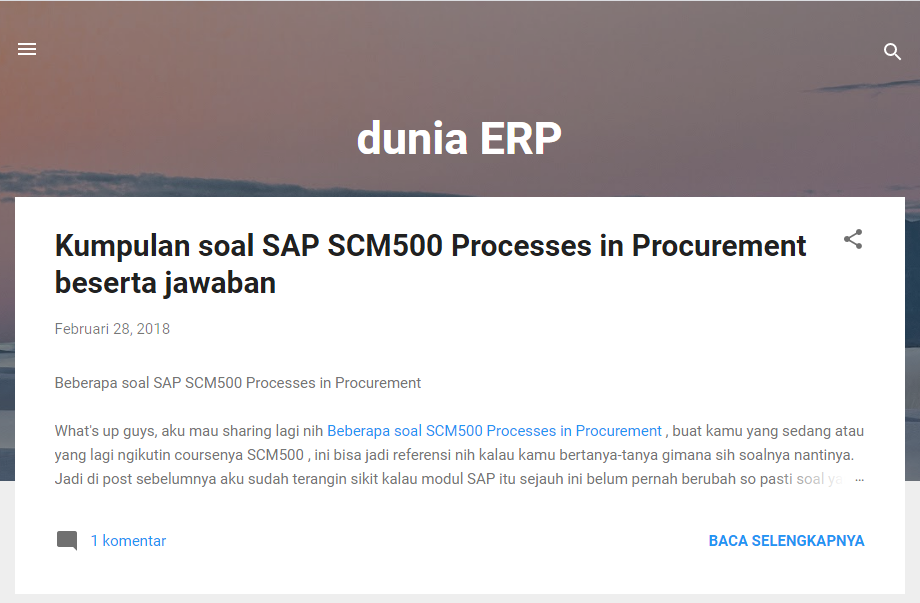 dunia ERP
Kumpulan soal SAP SCM500 Processes in Procurement
beserta jawaban
Februari 28, 2018
Beberapa soal SAP SCM500 Processes in Procurement
What's up guys, aku mau sharing lagi nih Beberapa soal SCM500 Processes in Procurement , buat kamu yang sedang atau
yang lagi ngikutin coursenya SCM500 , ini bisa jadi referensi nih kalau kamu bertanya-tanya gimana sih soalnya nantinya.
Jadi di post sebelumnya aku sudah terangin sikit kalau modul SAP itu sejauh ini belum pernah berubah so pasti soal ...
1 komentar
BACA SELENGKAPNYA